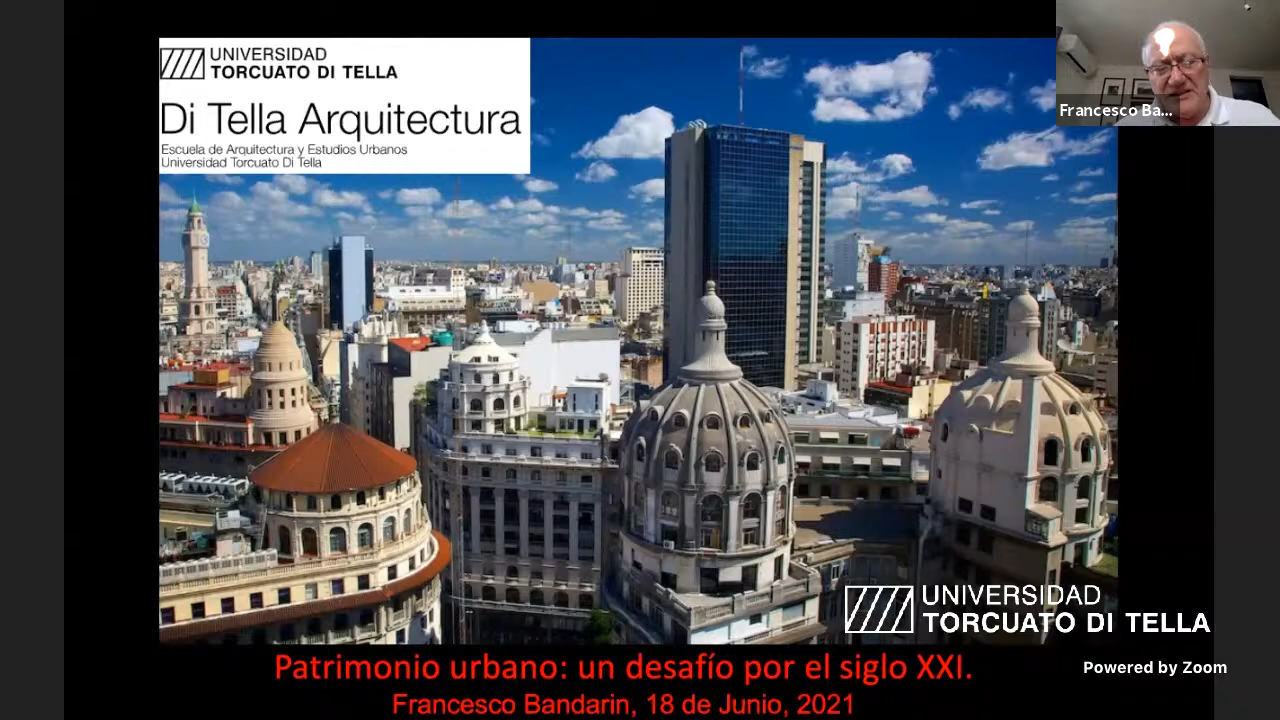 UNIVERSIDAD
TORCUATO DI TELLA
Di Tella Arquitectura
Escuela de Arquitectura y Estudios Urbanos
Universidad Torcuato Di Tella
Francesco Ba...
UNIVERSIDAD
TORCUATO DI TELLA
Patrimonio urbano: un desafío por el siglo XXI.
Powered by Zoom
Francesco Bandarin, 18 de Junio, 2021